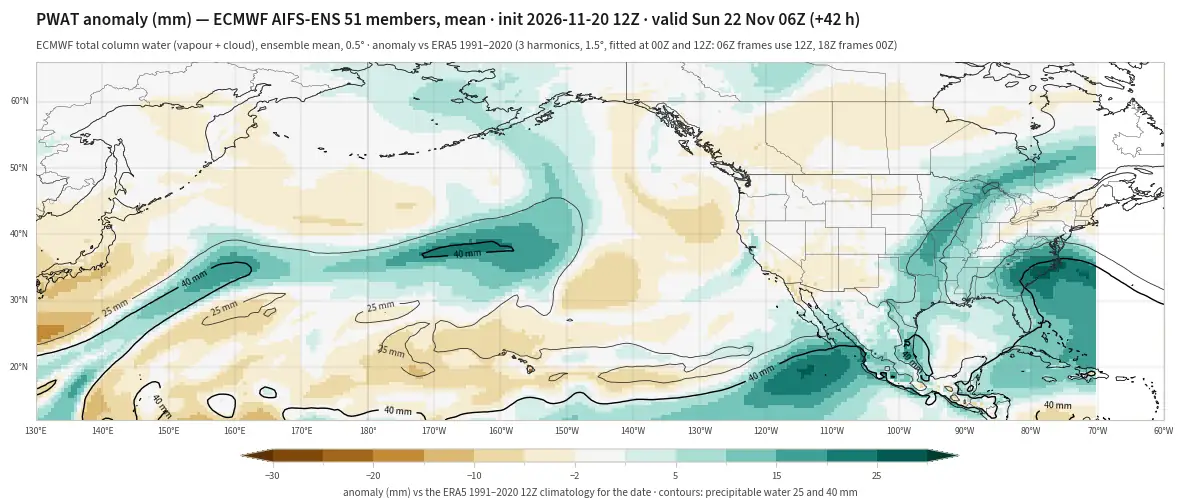 PWAT anomaly (mm) — ECMWF AIFS-ENS 51 members, mean · init 2026-11-20 12Z · valid Sun 22 Nov 06Z (+42 h)
ECMWF total column water (vapour + cloud), ensemble mean, 0.5° · anomaly vs ERA5 1991–2020 (3 harmonics, 1.5°, fitted at 00Z and 12Z: 06Z frames use 12Z, 18Z frames 00Z)
60°N
50°N
40°N
30°N
20°N
40 mm
40 mm
25 mm
25 mm
25 mm
25 mm
40 mm
40 mm
40 mm
40 mm
40 mm
130°E 140°E 150°E 160°E 170°E 180° 170°W 160°W 150°W 140°W 130°W 120°W 110°W 100°W 90°W 80°W 70°W 60°W
−30 −20 −10 −2 5 15 25
anomaly (mm) vs the ERA5 1991–2020 12Z climatology for the date · contours: precipitable water 25 and 40 mm